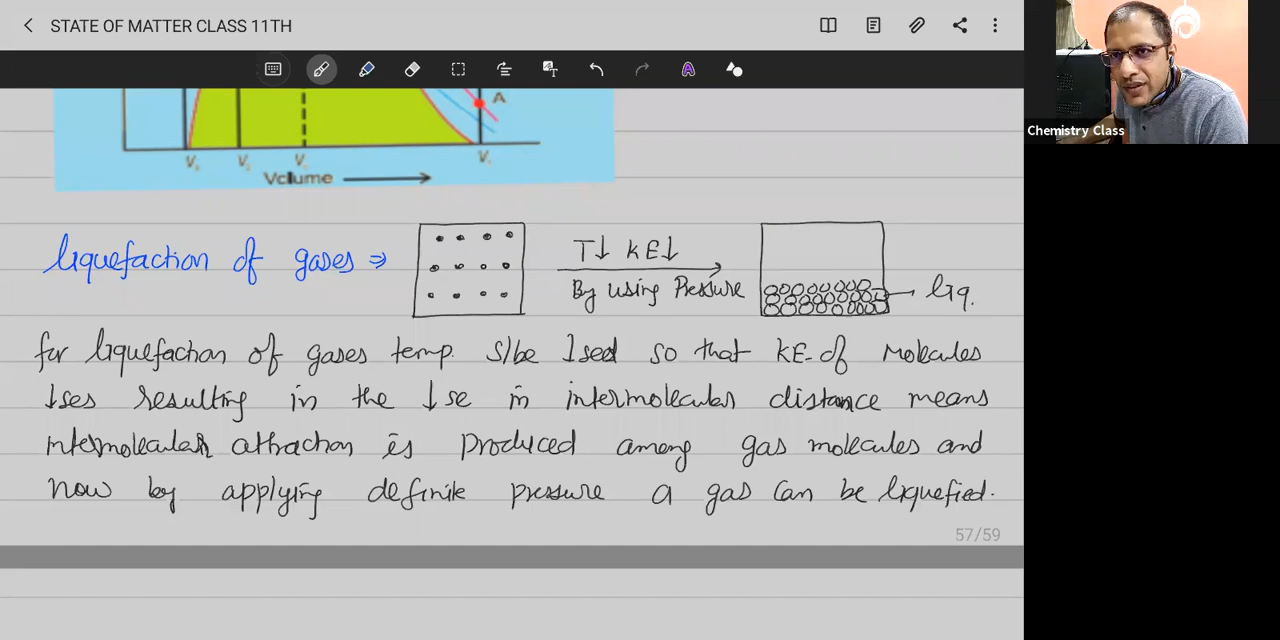 STATE OF MATTER CLASS 11TH
Chemistry Class
A
Volume
liquefaction of gases ⇒
T↓ KE↓
By using Pressure
liq.
for liquefaction of gases temp. s/be ↓sed so that KE of molecules
↓ses resulting in the ↓se in intermolecular distance means
intermolecular attraction is produced among gas molecules and
now by applying definite pressure a gas can be liquefied.
57/59